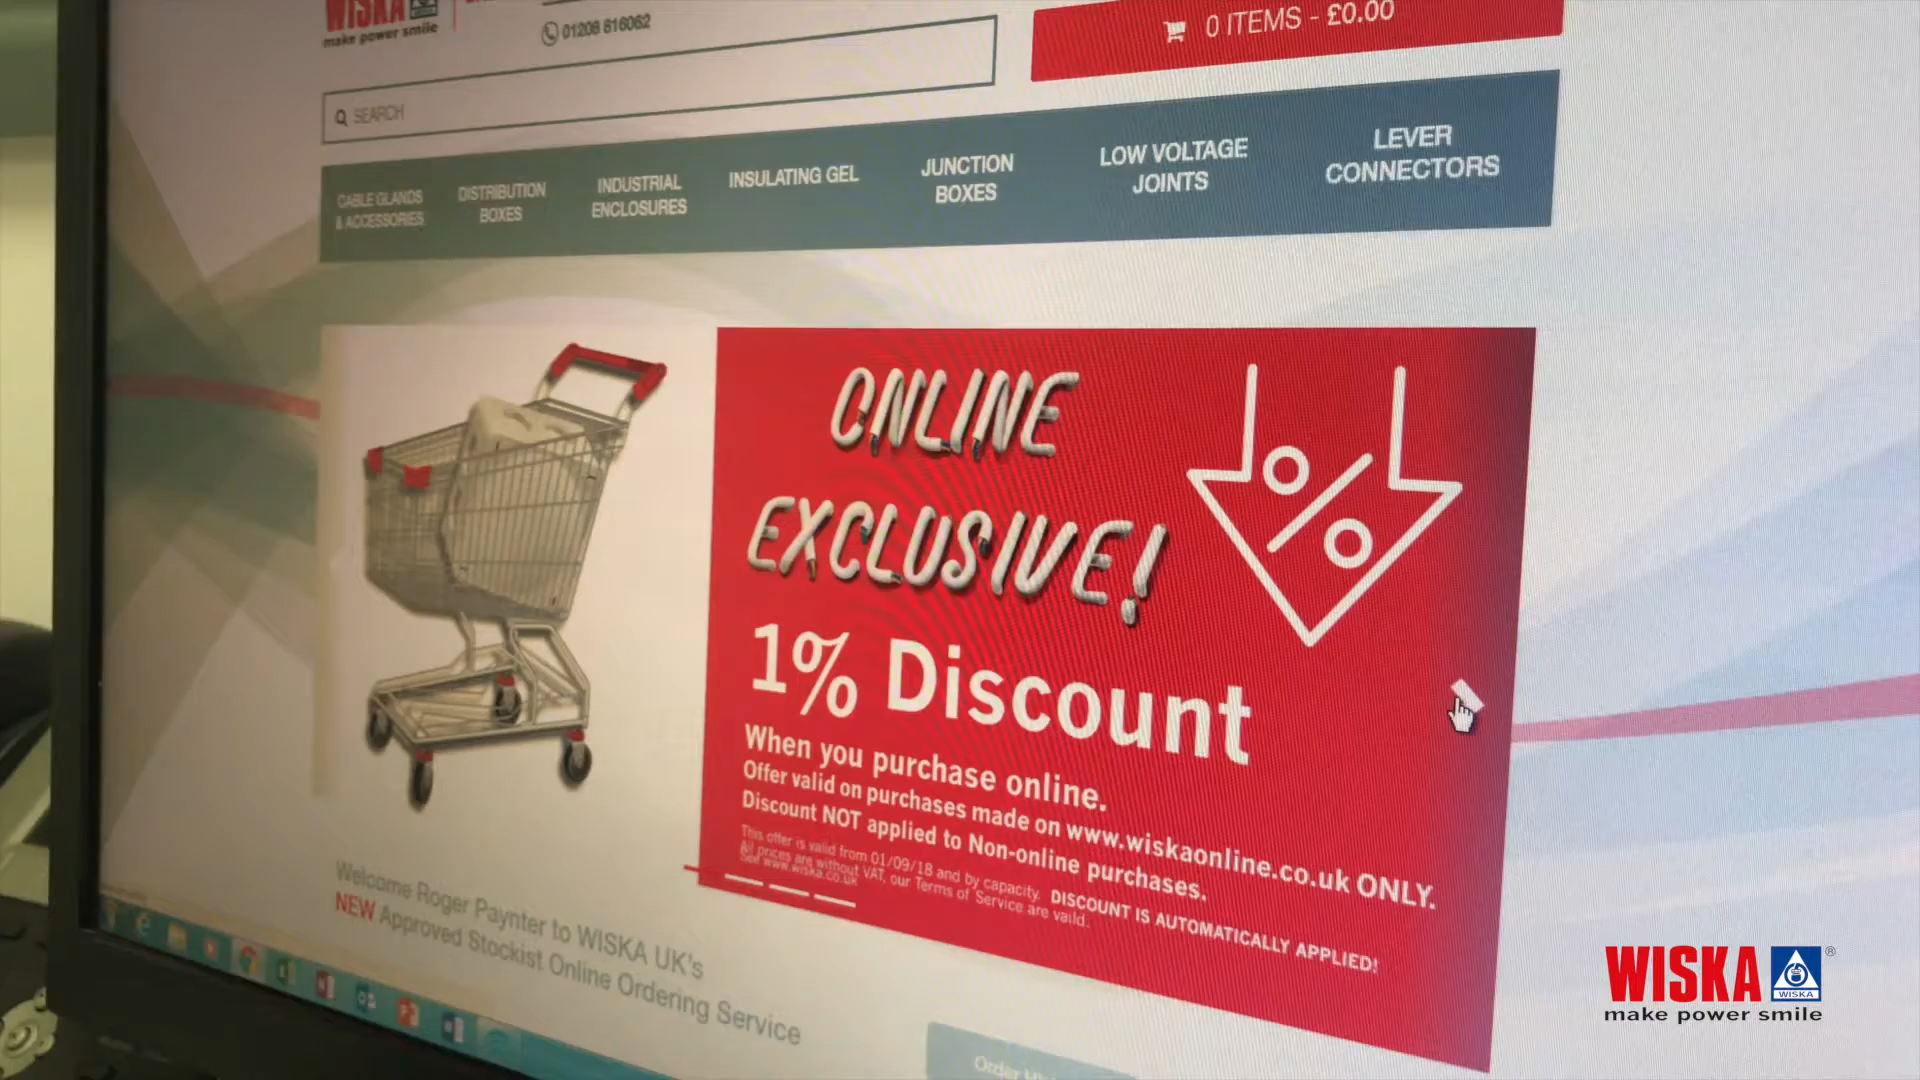 WISKA
make power smile
01208 816062
0 ITEMS - £0.00
SEARCH
CABLE GLANDS
& ACCESSORIES
DISTRIBUTION
BOXES
INDUSTRIAL
ENCLOSURES
INSULATING GEL
JUNCTION
BOXES
LOW VOLTAGE
JOINTS
LEVER
CONNECTORS
ONLINE
EXCLUSIVE!
%
1% Discount
When you purchase online.
Offer valid on purchases made on www.wiskaonline.co.uk ONLY.
Discount NOT applied to Non-online purchases.
This offer is valid from 01/09/18 and by capacity. DISCOUNT IS AUTOMATICALLY APPLIED!
All prices are without VAT, our Terms of Service are vaild.
See www.wiska.co.uk
Welcome Roger Paynter to WISKA UK's
NEW Approved Stockist Online Ordering Service
Order
WISKA
WISKA
®
make power smile